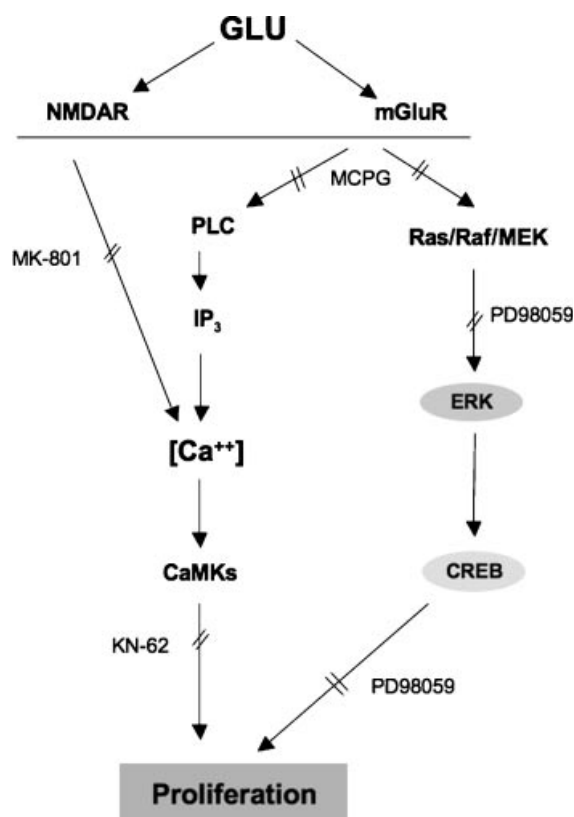 GLU
NMDAR
mGluR
MCPG
PLC
Ras/Raf/MEK
MK-801
IP₃
PD98059
ERK
[Ca⁺⁺]
CaMKs
CREB
KN-62
PD98059
Proliferation